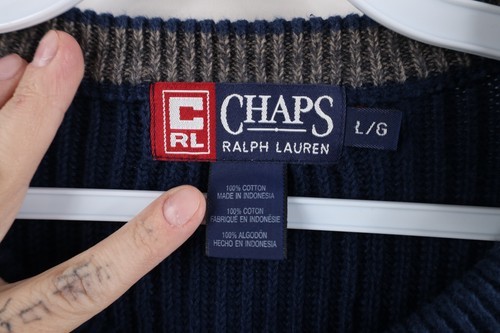 C
RL
CHAPS
RALPH LAUREN
L/G
100% COTTON
MADE IN INDONESIA
100% COTON
FABRIQUÉ EN INDONÉSIE
100% ALGODÓN
HECHO EN INDONESIA